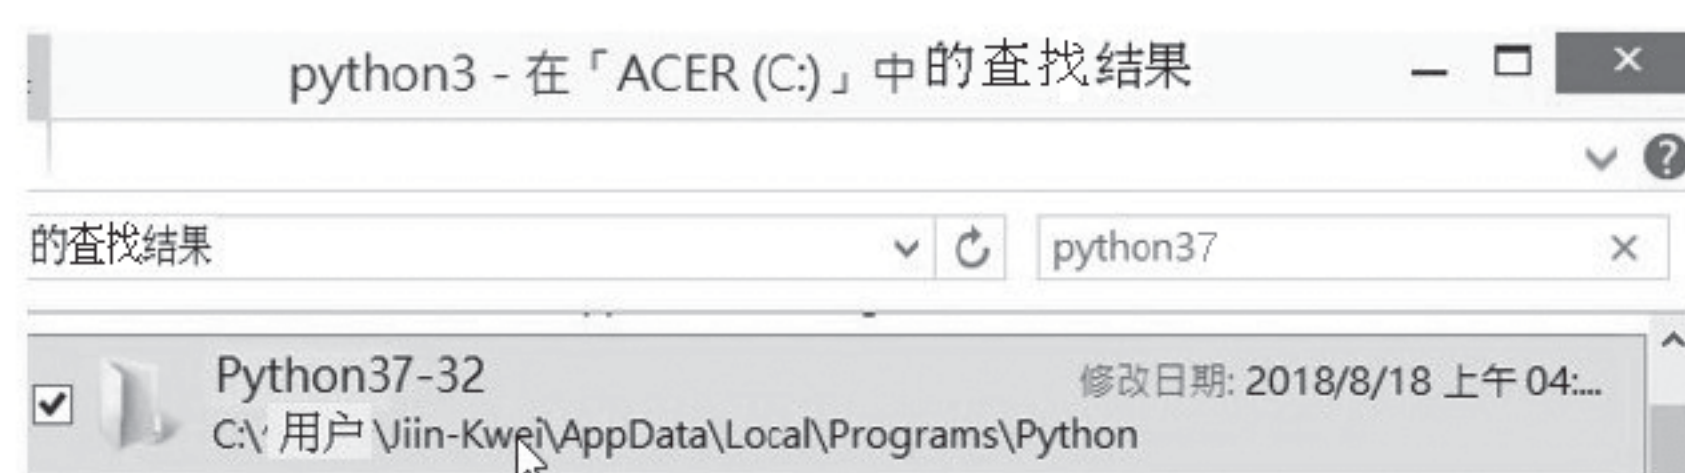 python3 - 在「ACER (C:)」中的查找结果
的查找结果
python37
Python37-32
修改日期: 2018/8/18 上午 04:...
C:\用户\Jiin-Kwei\AppData\Local\Programs\Python